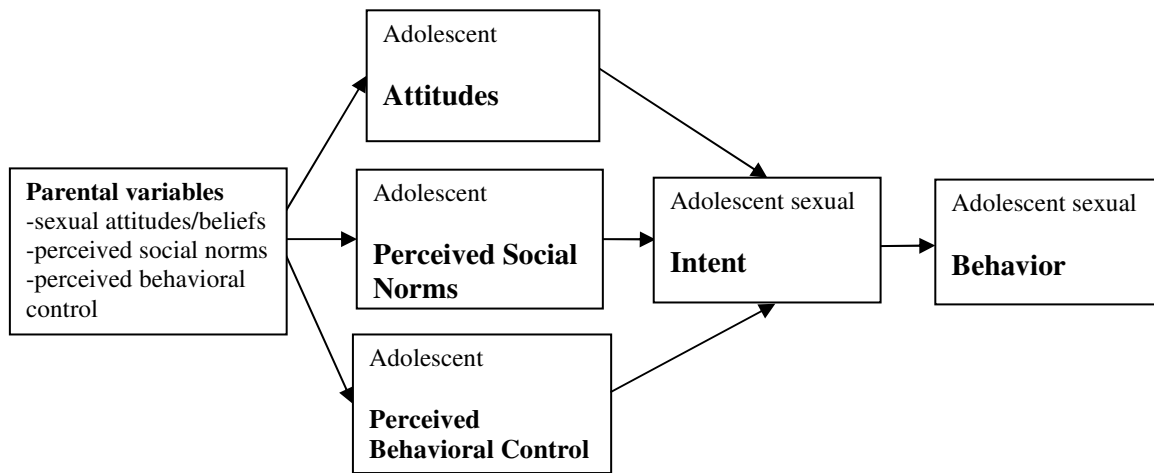 Adolescent
Attitudes
Parental variables
-sexual attitudes/beliefs
-perceived social norms
-perceived behavioral
control
Adolescent
Perceived Social
Norms
Adolescent
Perceived
Behavioral Control
Adolescent sexual
Intent
Adolescent sexual
Behavior